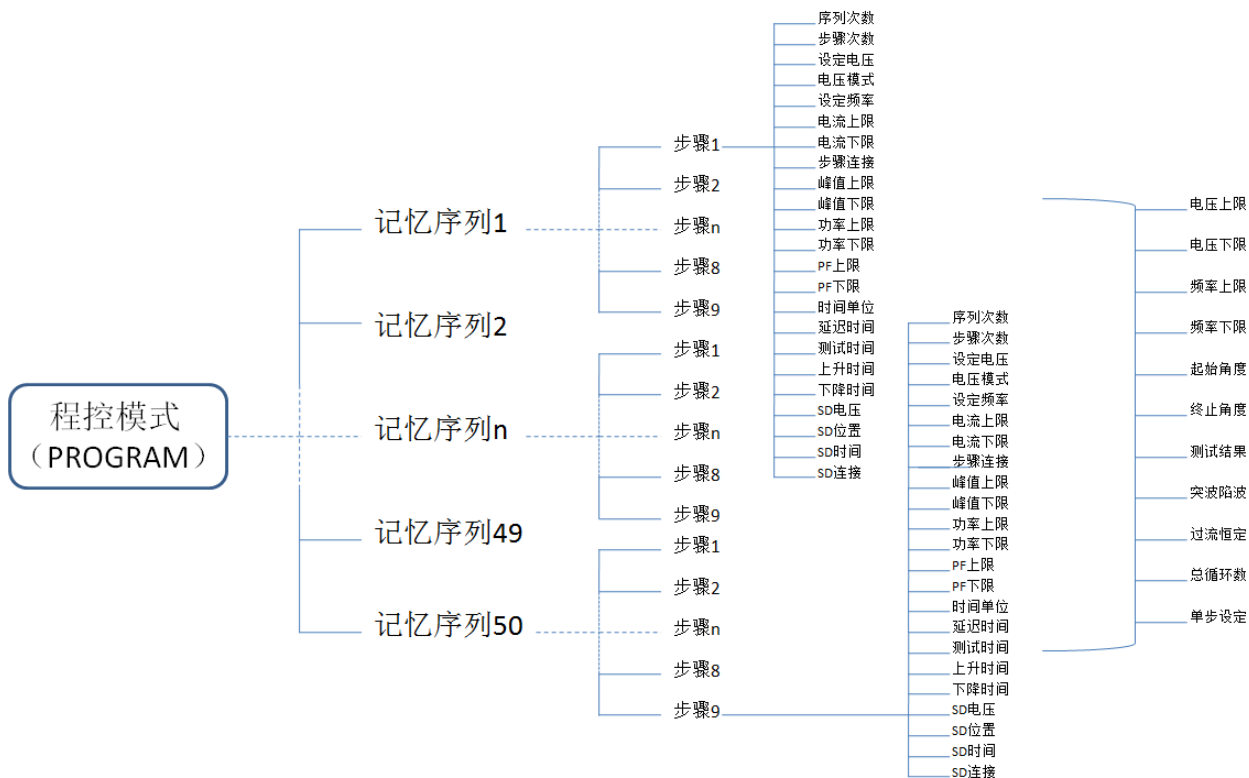 程控模式
（PROGRAM）
记忆序列1
记忆序列2
记忆序列n
记忆序列49
记忆序列50
步骤1
步骤2
步骤n
步骤8
步骤9
步骤1
步骤2
步骤n
步骤8
步骤9
步骤1
步骤2
步骤n
步骤8
步骤9
序列次数
步骤次数
设定电压
电压模式
设定频率
电流上限
电流下限
步骤连接
峰值上限
峰值下限
功率上限
功率下限
PF上限
PF下限
时间单位
延迟时间
测试时间
上升时间
下降时间
SD电压
SD位置
SD时间
SD连接
序列次数
步骤次数
设定电压
电压模式
设定频率
电流上限
电流下限
步骤连接
峰值上限
峰值下限
功率上限
功率下限
PF上限
PF下限
时间单位
延迟时间
测试时间
上升时间
下降时间
SD电压
SD位置
SD时间
SD连接
电压上限
电压下限
频率上限
频率下限
起始角度
终止角度
测试结果
突波陷波
过流恒定
总循环数
单步设定